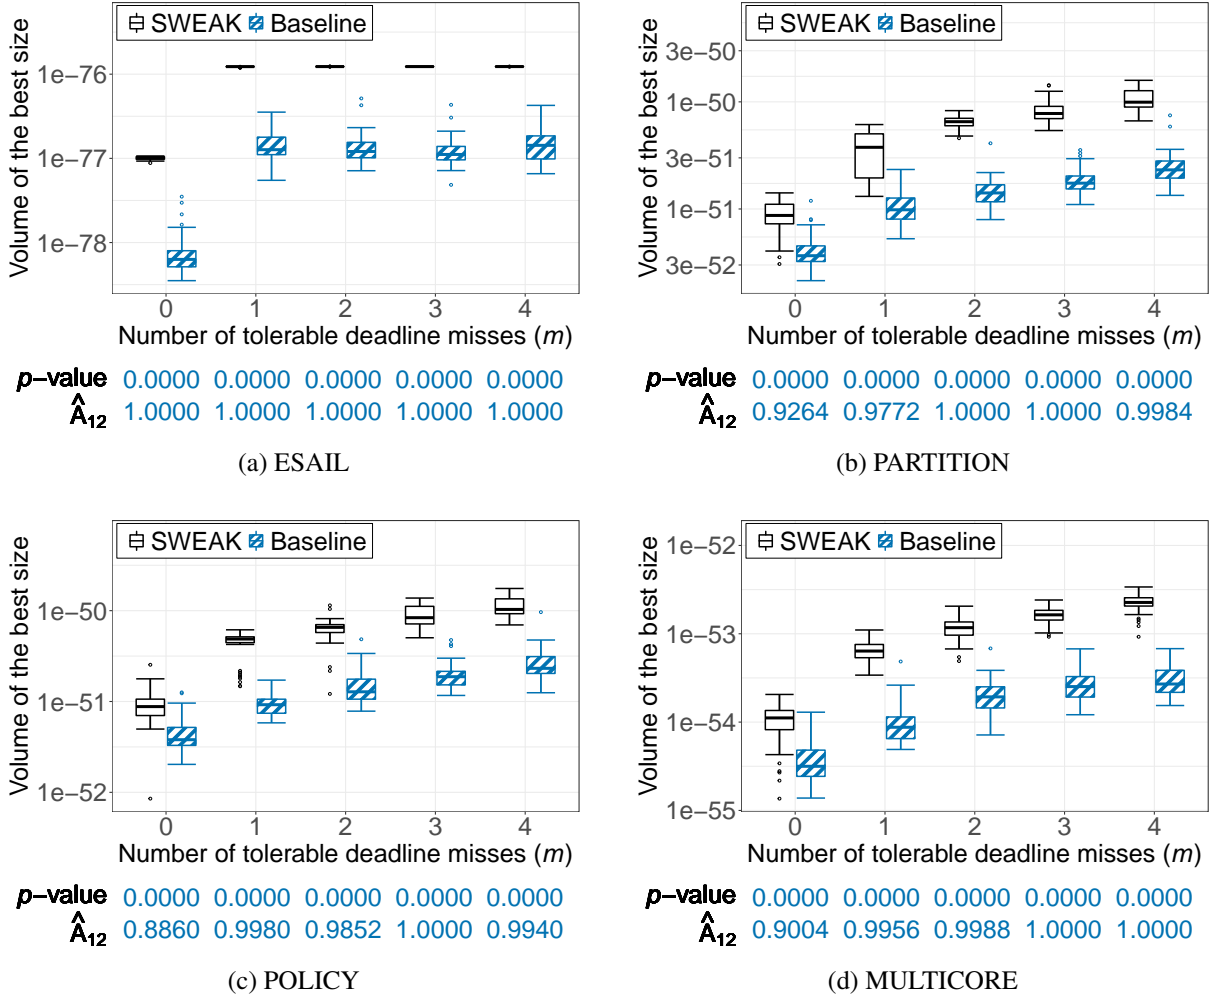 SWEAK Baseline
Volume of the best size
1e−76
1e−77
1e−78
0 1 2 3 4
Number of tolerable deadline misses (m)
p−value 0.0000 0.0000 0.0000 0.0000 0.0000
Â12 1.0000 1.0000 1.0000 1.0000 1.0000
(a) ESAIL
SWEAK Baseline
Volume of the best size
3e−50
1e−50
3e−51
1e−51
3e−52
0 1 2 3 4
Number of tolerable deadline misses (m)
p−value 0.0000 0.0000 0.0000 0.0000 0.0000
Â12 0.9264 0.9772 1.0000 1.0000 0.9984
(b) PARTITION
SWEAK Baseline
Volume of the best size
1e−50
1e−51
1e−52
0 1 2 3 4
Number of tolerable deadline misses (m)
p−value 0.0000 0.0000 0.0000 0.0000 0.0000
Â12 0.8860 0.9980 0.9852 1.0000 0.9940
(c) POLICY
SWEAK Baseline
Volume of the best size
1e−52
1e−53
1e−54
1e−55
0 1 2 3 4
Number of tolerable deadline misses (m)
p−value 0.0000 0.0000 0.0000 0.0000 0.0000
Â12 0.9004 0.9956 0.9988 1.0000 1.0000
(d) MULTICORE